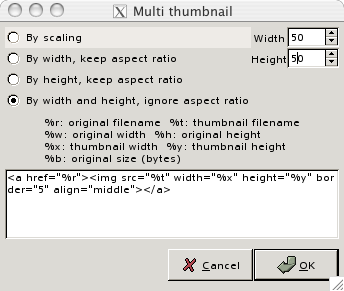 Multi thumbnail
By scaling
Width 50
By width, keep aspect ratio
Height 50
By height, keep aspect ratio
By width and height, ignore aspect ratio
%r: original filename %t: thumbnail filename
%w: original width %h: original height
%x: thumbnail width %y: thumbnail height
%b: original size (bytes)
<a href="%r"><img src="%t" width="%x" height="%y" bor
der="5" align="middle"></a>
Cancel
OK